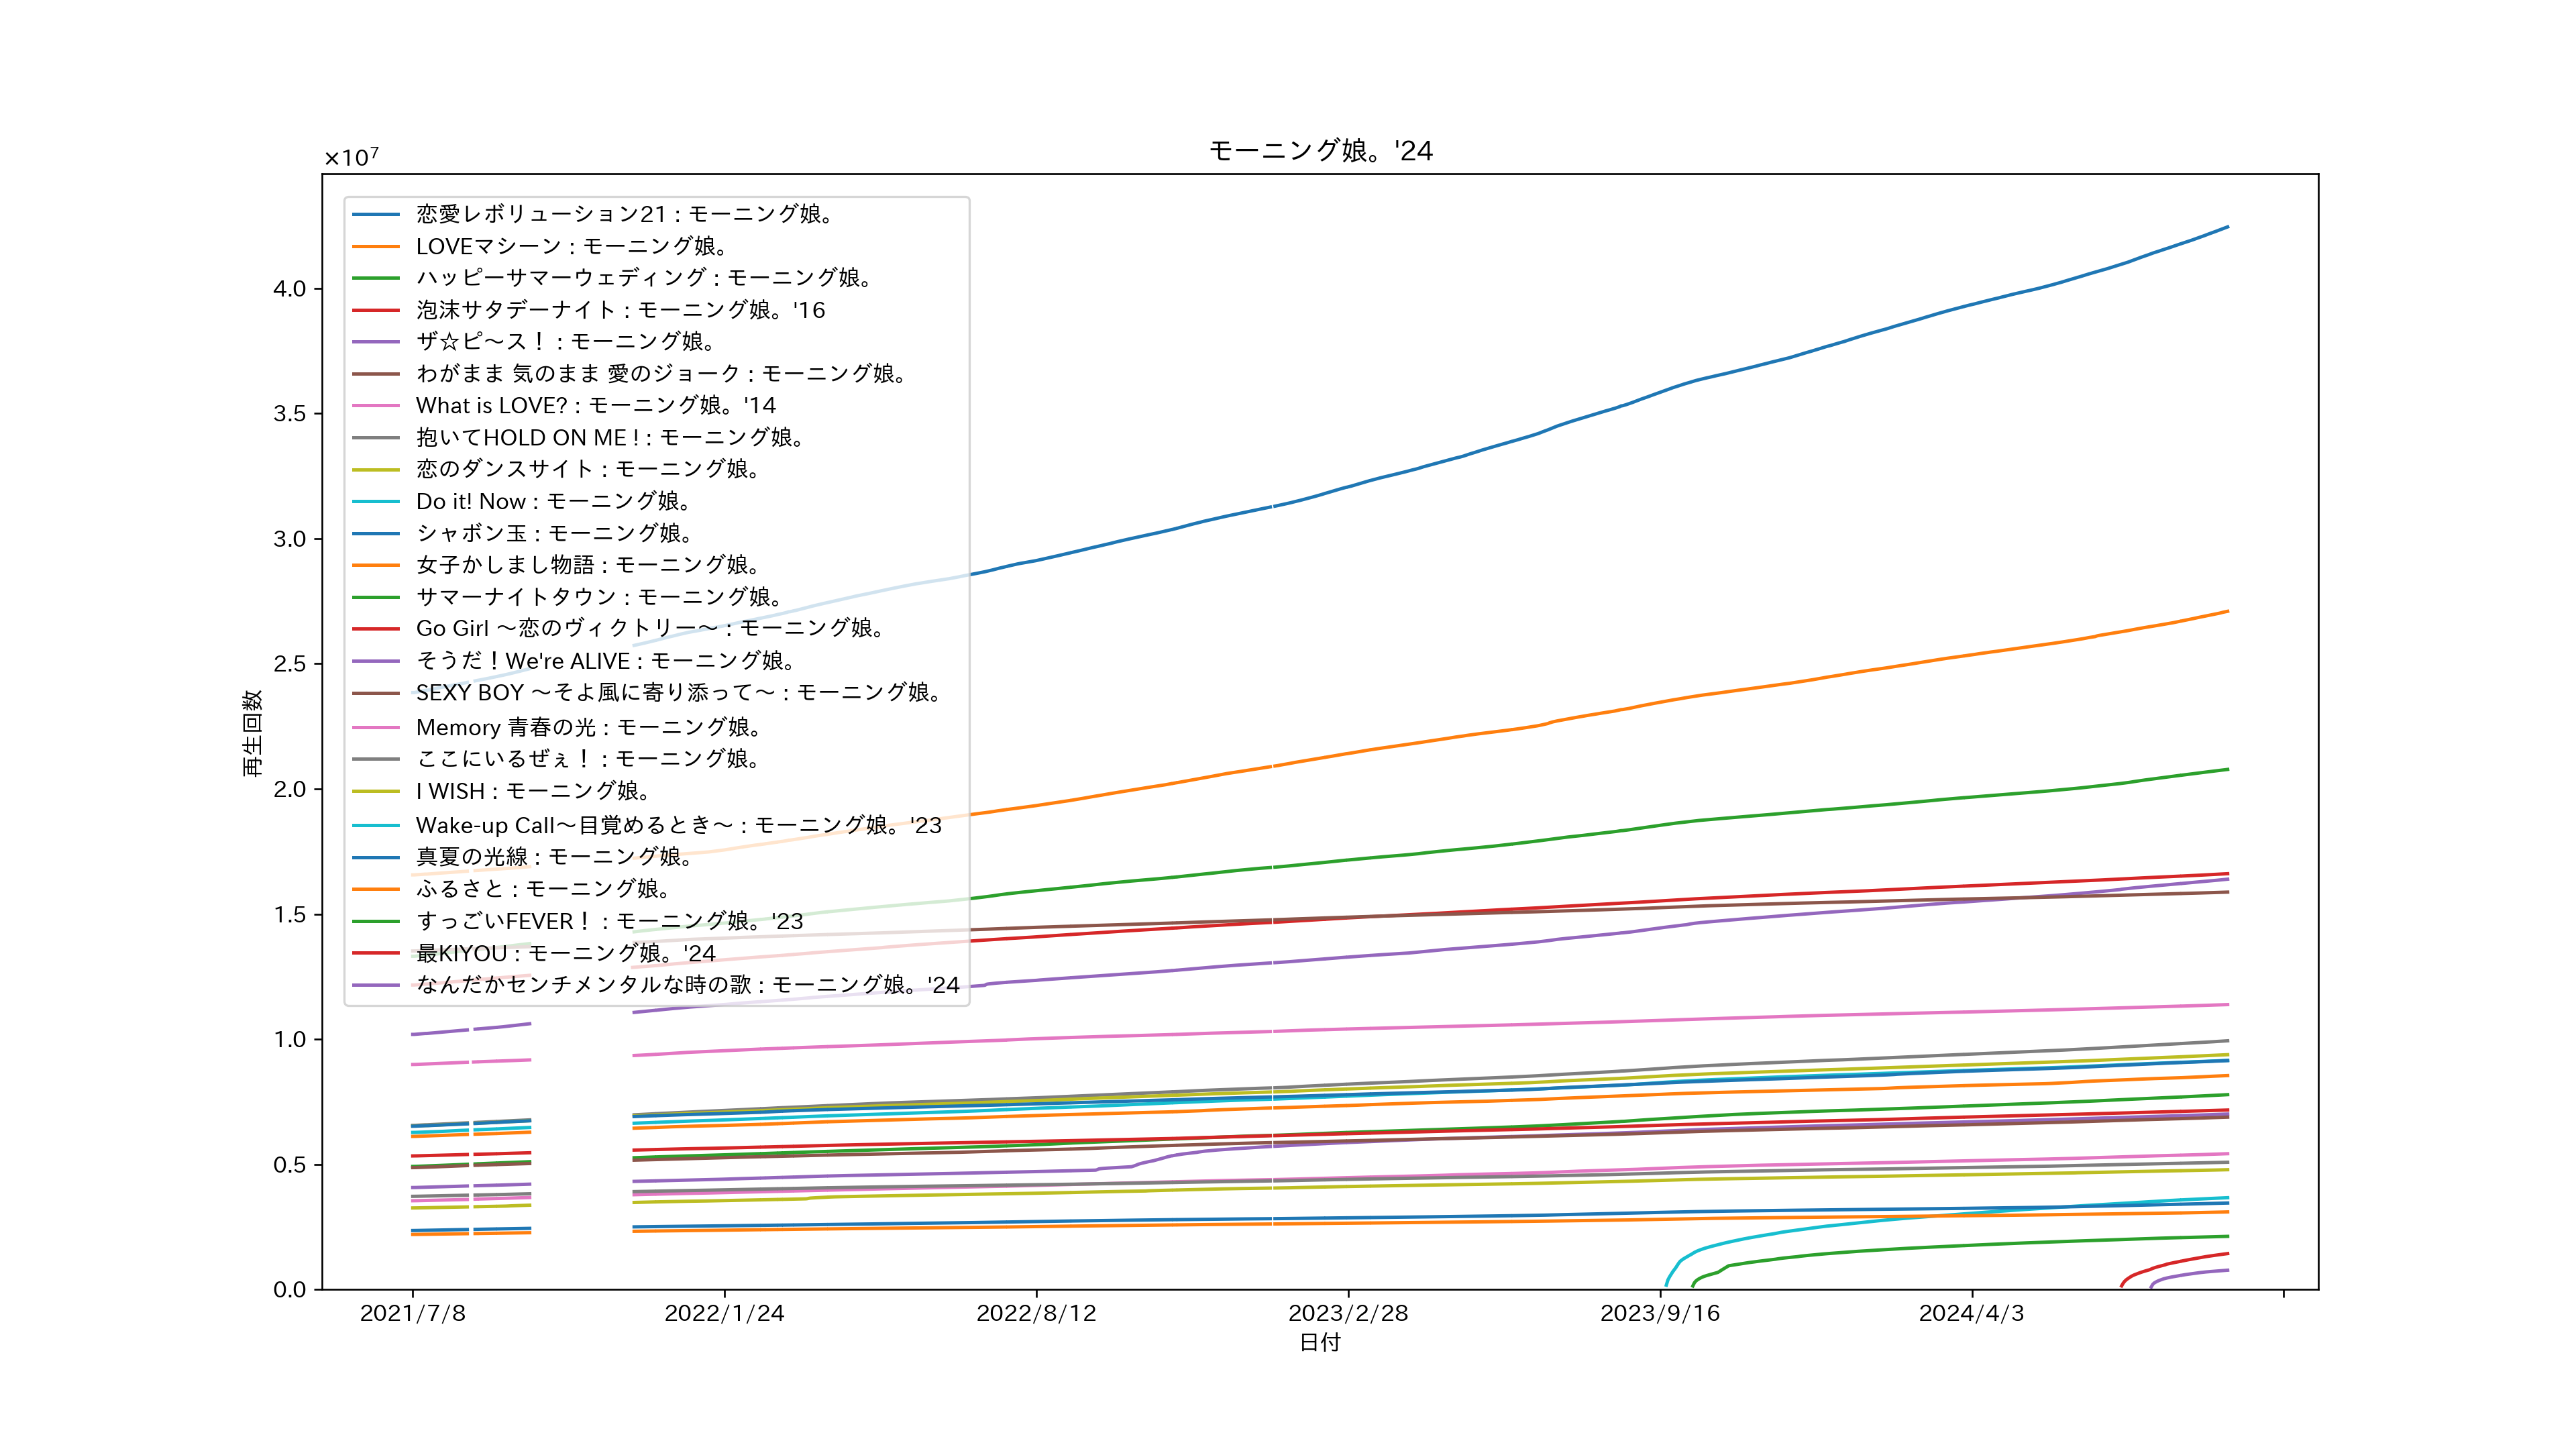 モーニング娘。'24
×10⁷
恋愛レボリューション21 : モーニング娘。
LOVEマシーン : モーニング娘。
ハッピーサマーウェディング : モーニング娘。
泡沫サタデーナイト : モーニング娘。'16
ザ☆ピ～ス！ : モーニング娘。
わがまま 気のまま 愛のジョーク : モーニング娘。
What is LOVE? : モーニング娘。'14
抱いてHOLD ON ME ! : モーニング娘。
恋のダンスサイト : モーニング娘。
Do it! Now : モーニング娘。
シャボン玉 : モーニング娘。
女子かしまし物語 : モーニング娘。
サマーナイトタウン : モーニング娘。
Go Girl ～恋のヴィクトリー～ : モーニング娘。
そうだ！We're ALIVE : モーニング娘。
SEXY BOY ～そよ風に寄り添って～ : モーニング娘。
Memory 青春の光 : モーニング娘。
ここにいるぜぇ！ : モーニング娘。
I WISH : モーニング娘。
Wake-up Call～目覚めるとき～ : モーニング娘。'23
真夏の光線 : モーニング娘。
ふるさと : モーニング娘。
すっごいFEVER！ : モーニング娘。'23
最KIYOU : モーニング娘。'24
なんだかセンチメンタルな時の歌 : モーニング娘。'24
再生回数
4.0
3.5
3.0
2.5
2.0
1.5
1.0
0.5
0.0
2021/7/8 2022/1/24 2022/8/12 2023/2/28 2023/9/16 2024/4/3
日付